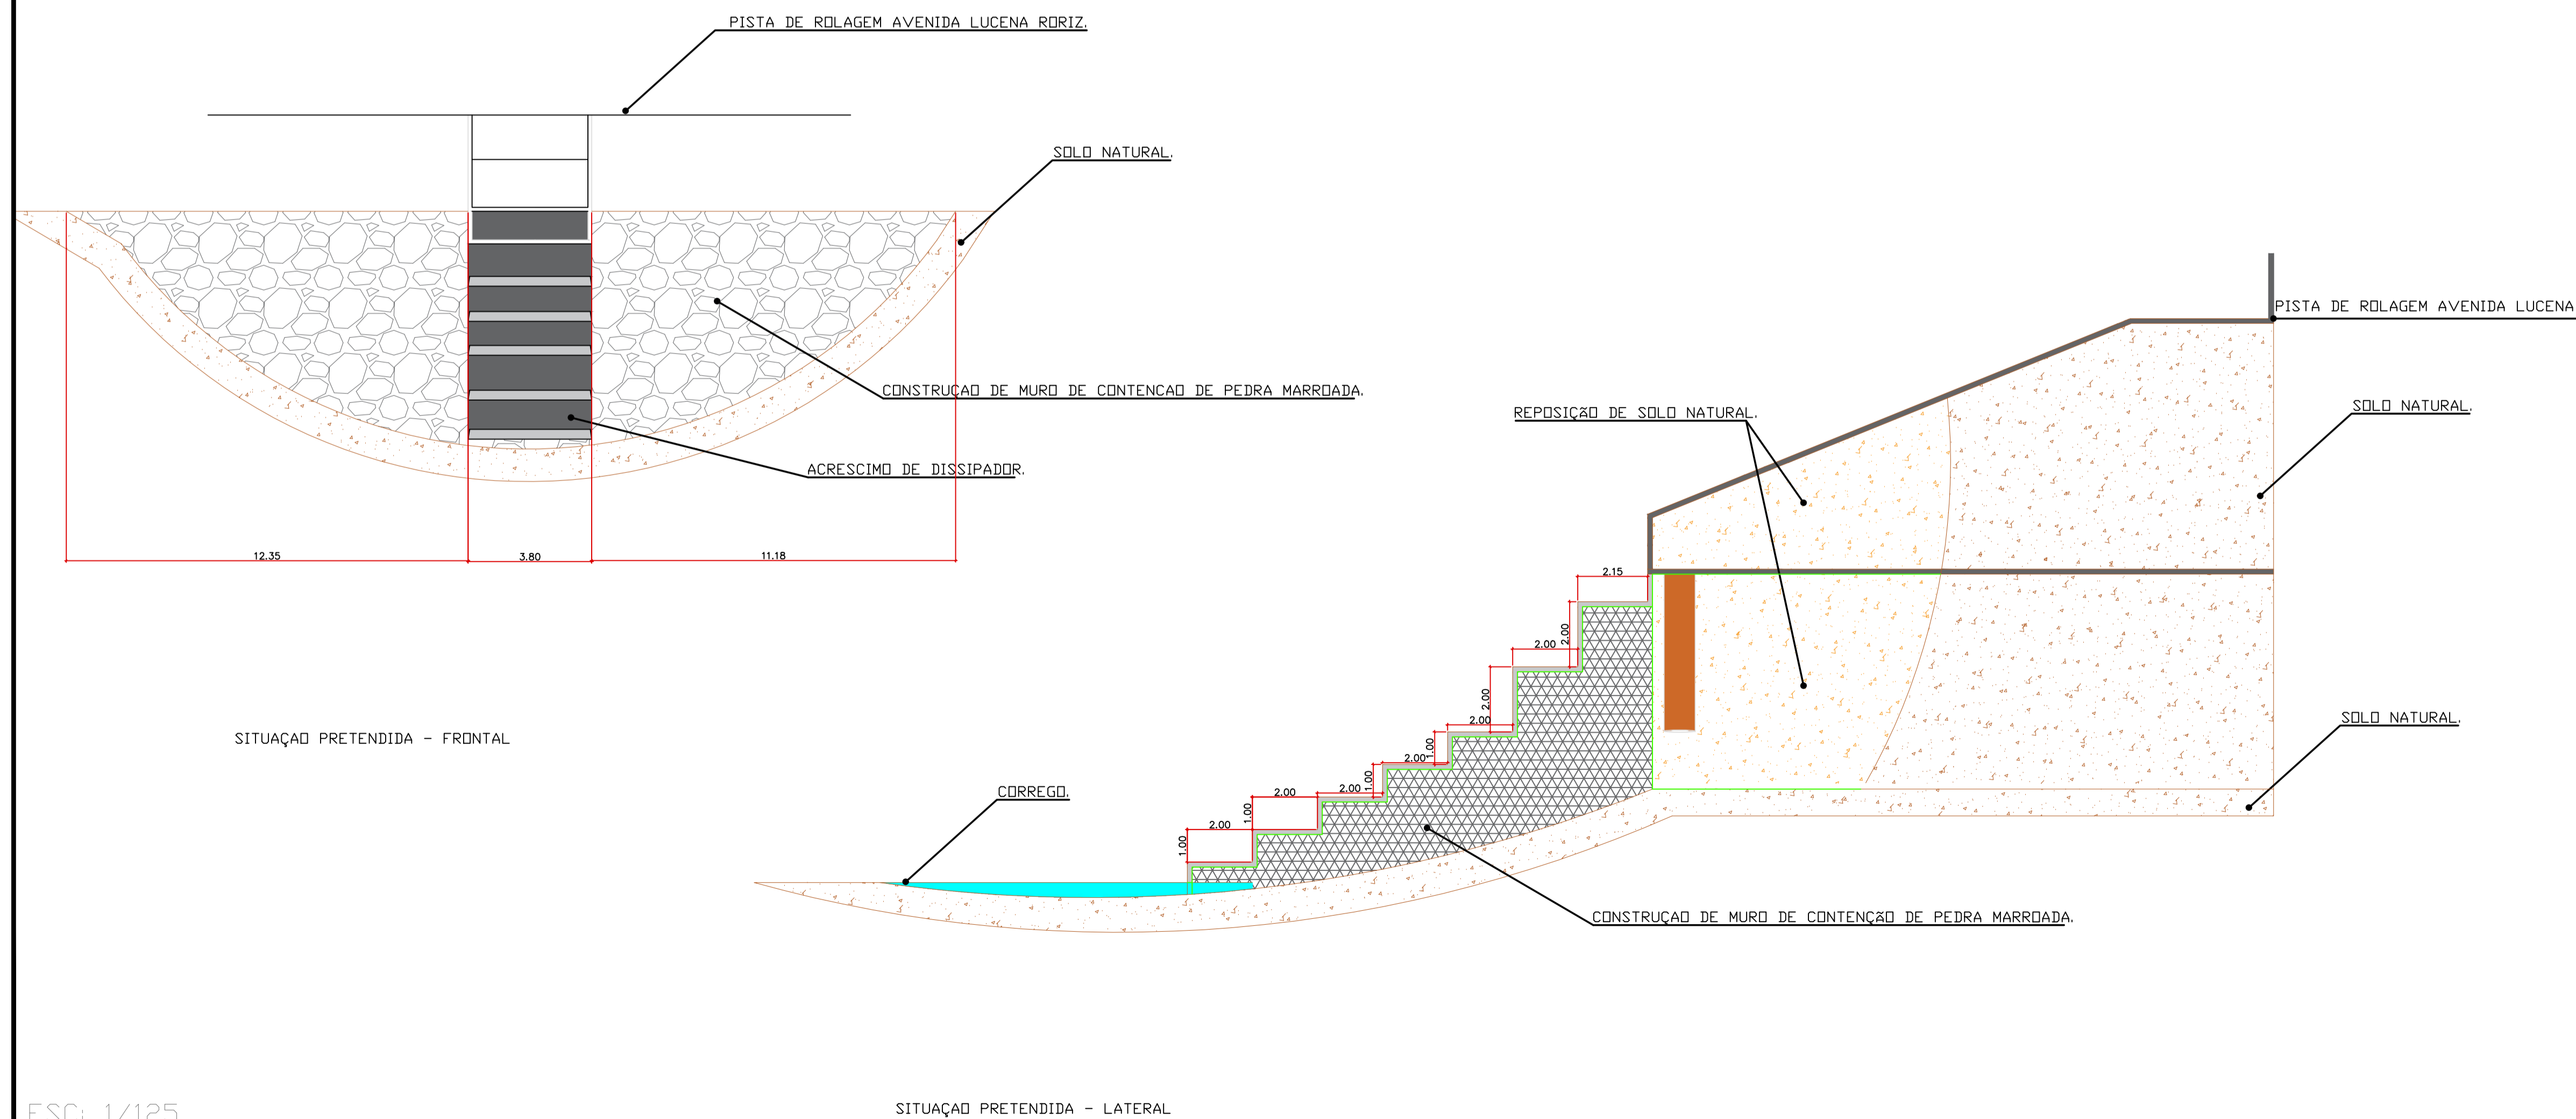 PISTA DE ROLAGEM AVENIDA LUCENA RORIZ.
SOLO NATURAL.
CONSTRUÇAO DE MURO DE CONTENCAO DE PEDRA MARROADA.
ACRESCIMO DE DISSIPADOR.
12.35
3.80
11.18
SITUAÇAO PRETENDIDA - FRONTAL
PISTA DE ROLAGEM AVENIDA LUCENA
REPOSIÇÃO DE SOLO NATURAL.
SOLO NATURAL.
SOLO NATURAL.
2.15
2.00
2.00
2.00
2.00
1.00
2.00
1.00
2.00
2.00
1.00
2.00
1.00
CORREGO.
CONSTRUÇAO DE MURO DE CONTENÇÃO DE PEDRA MARROADA.
SITUAÇAO PRETENDIDA - LATERAL
ESC: 1/125